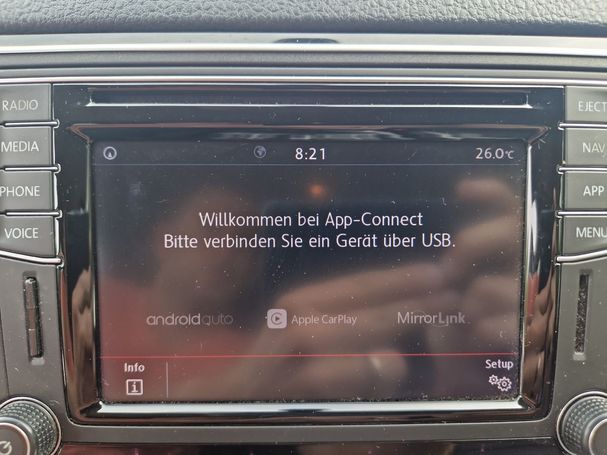 RADIO
EJECT
MEDIA
NAV
PHONE
APP
VOICE
MENU
8:21
26.0°C
Willkommen bei App-Connect
Bitte verbinden Sie ein Gerät über USB.
androidauto
Apple CarPlay
MirrorLink
Info
Setup